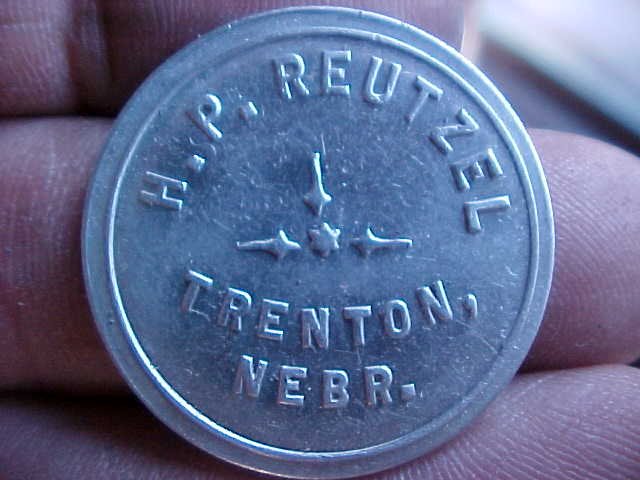 H.P. REUTZEL
TRENTON,
NEBR.